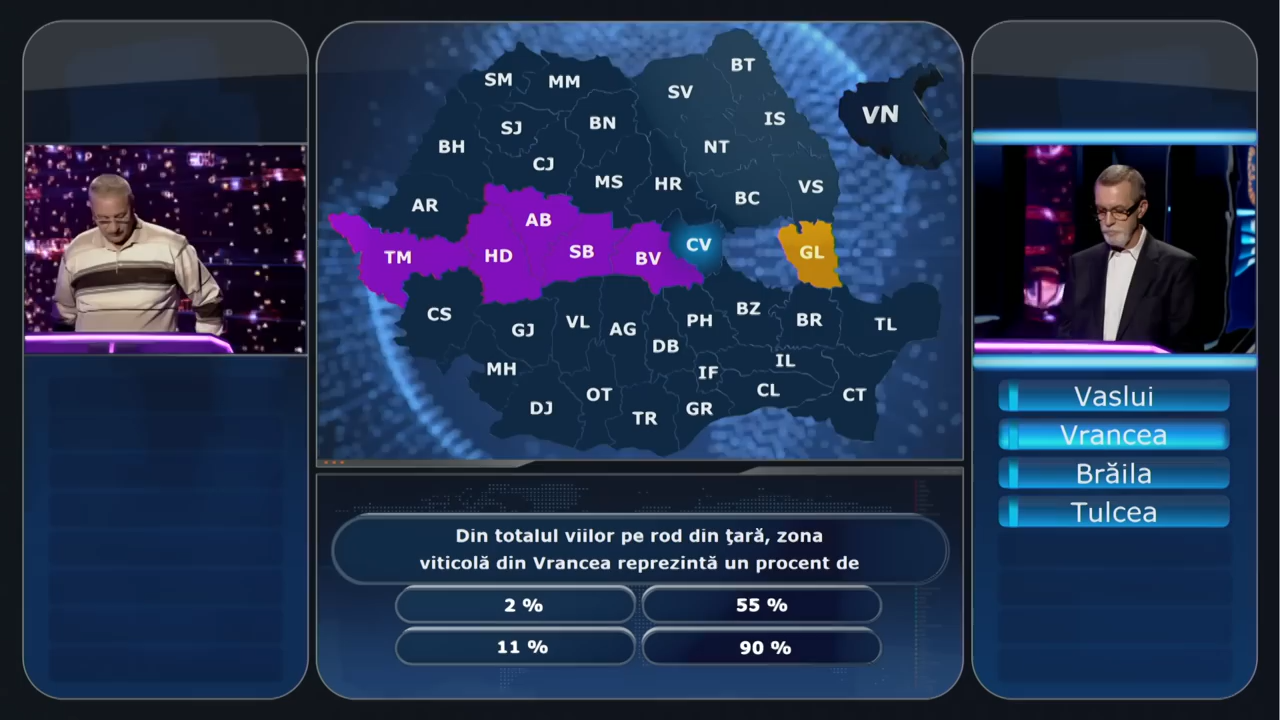 BT
SM
MM
SV
VN
IS
BN
SJ
NT
BH
CJ
MS
HR
VS
BC
AR
AB
CV
SB
GL
HD
TM
BV
BZ
CS
PH
BR
VL
TL
GJ
AG
DB
IL
MH
IF
CL
OT
CT
DJ
GR
TR
Vaslui
Vrancea
Brăila
Tulcea
Din totalul viilor pe rod din ţară, zona
viticolă din Vrancea reprezintă un procent de
2 %
55 %
11 %
90 %